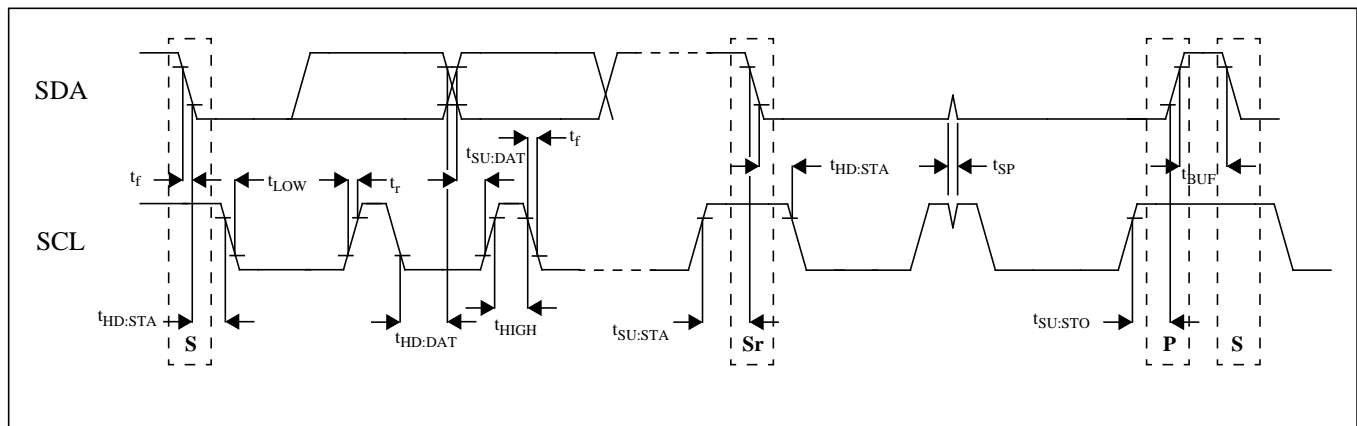 SDA
t_SU:DAT
t_f
t_f
t_LOW
t_r
t_HD:STA
t_SP
t_BUF
SCL
t_HD:STA
t_HD:DAT
t_HIGH
t_SU:STA
t_SU:STO
S
Sr
P
S